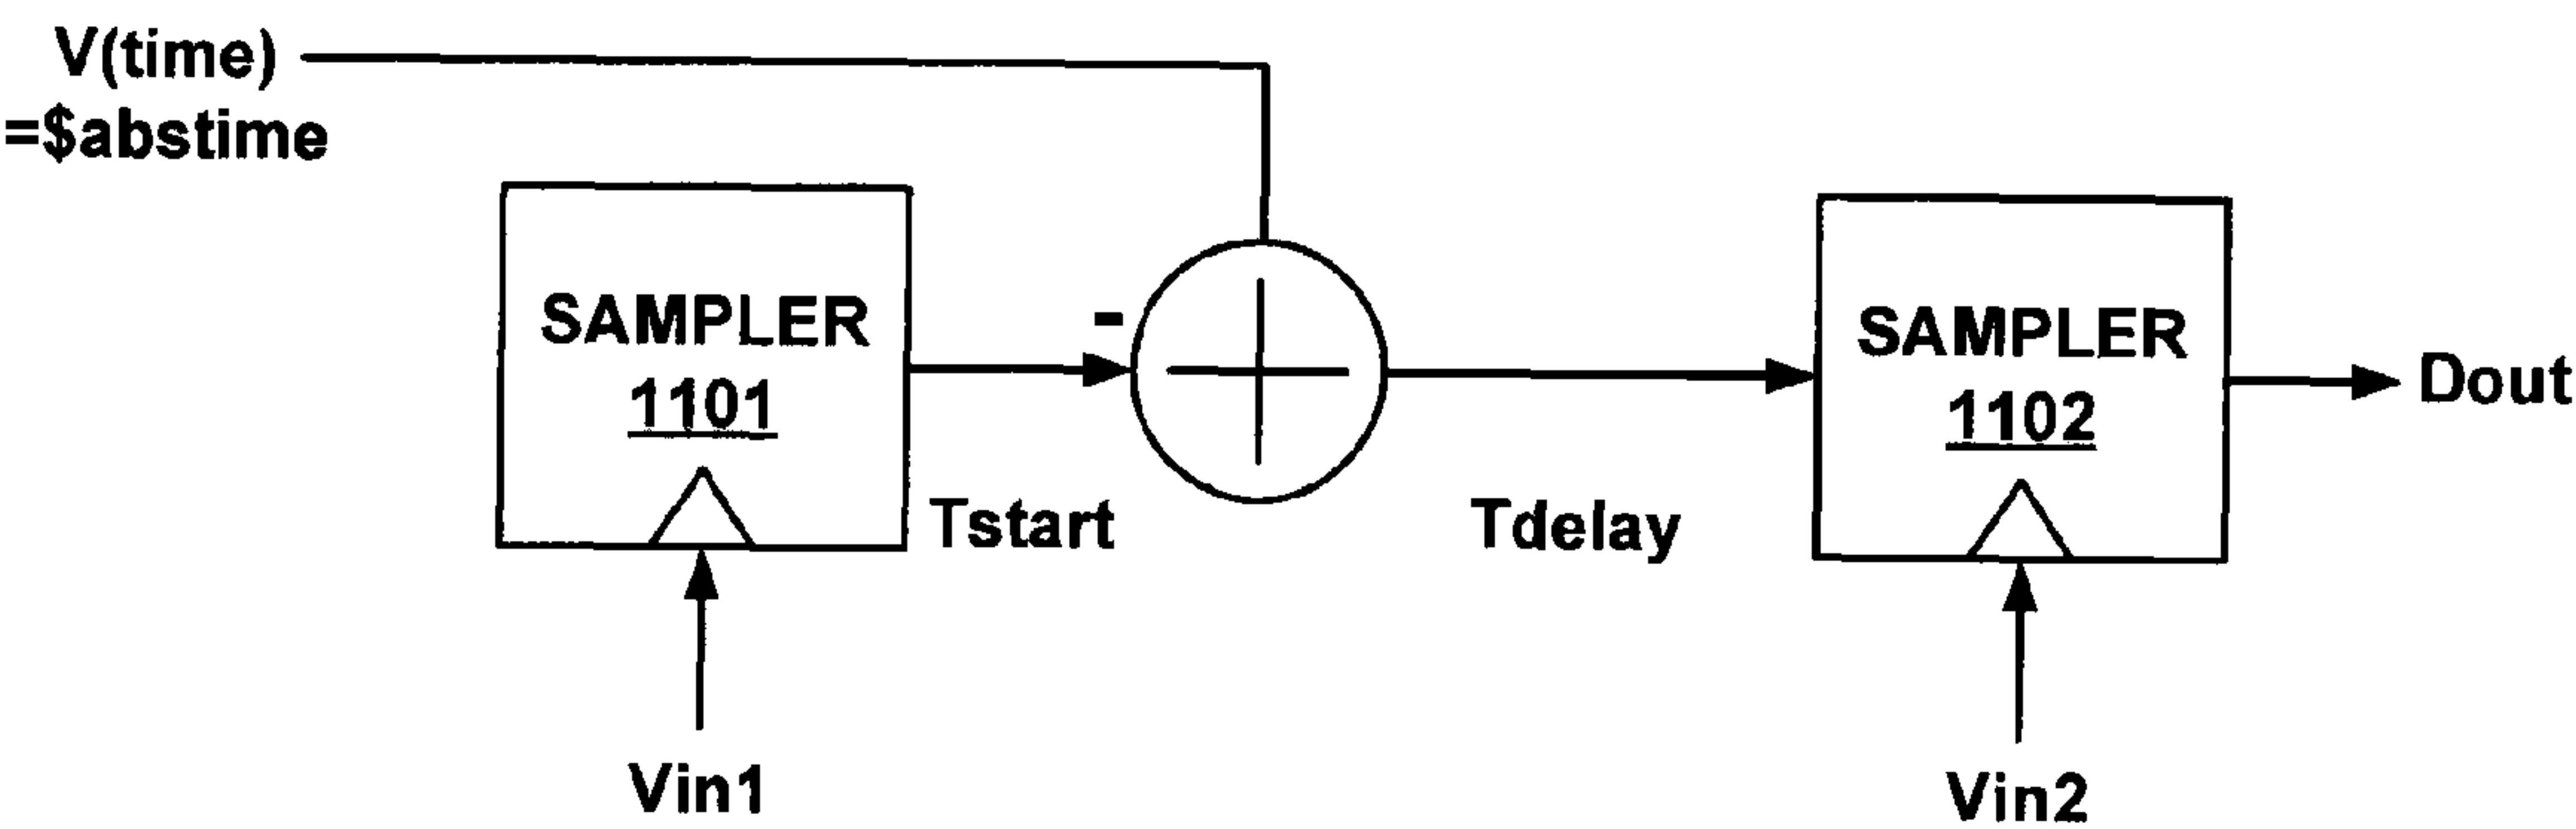 V(time)
=$abstime
SAMPLER
1101
-
SAMPLER
1102
Dout
Tstart
Tdelay
Vin1
Vin2